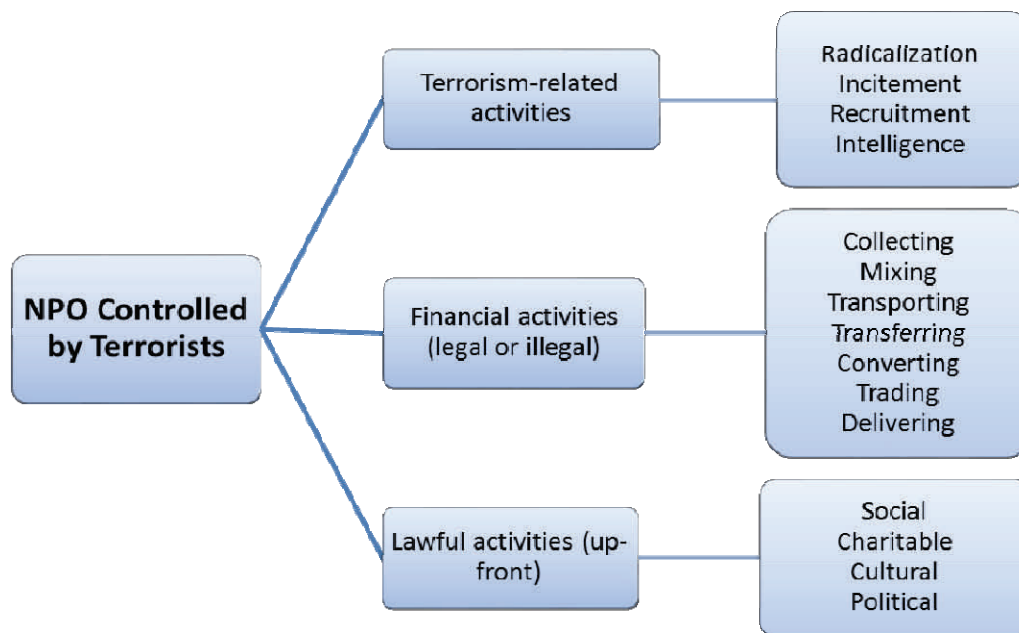 NPO Controlled
by Terrorists
Terrorism-related
activities
Radicalization
Incitement
Recruitment
Intelligence
Financial activities
(legal or illegal)
Collecting
Mixing
Transporting
Transferring
Converting
Trading
Delivering
Lawful activities (up-
front)
Social
Charitable
Cultural
Political